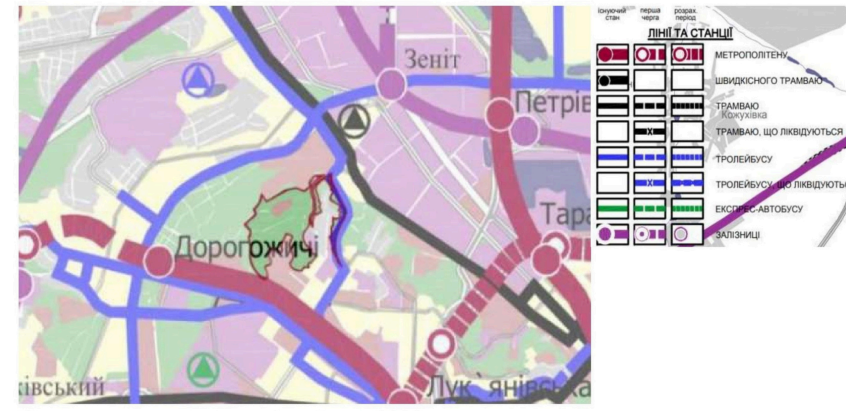 Зеніт
Петрів
Тара
Дорогожичі
Лук`янівська
ківський
існуючий стан
перша черга
розрах. період
ЛІНІЇ ТА СТАНЦІЇ
МЕТРОПОЛІТЕНУ
ШВИДКІСНОГО ТРАМВАЮ
ТРАМВАЮ
Кожухівка
ТРАМВАЮ, ЩО ЛІКВІДУЮТЬСЯ
ТРОЛЕЙБУСУ
ТРОЛЕЙБУСУ, ЩО ЛІКВІДУЮТЬС
ЕКСПРЕС-АВТОБУСУ
ЗАЛІЗНИЦІ